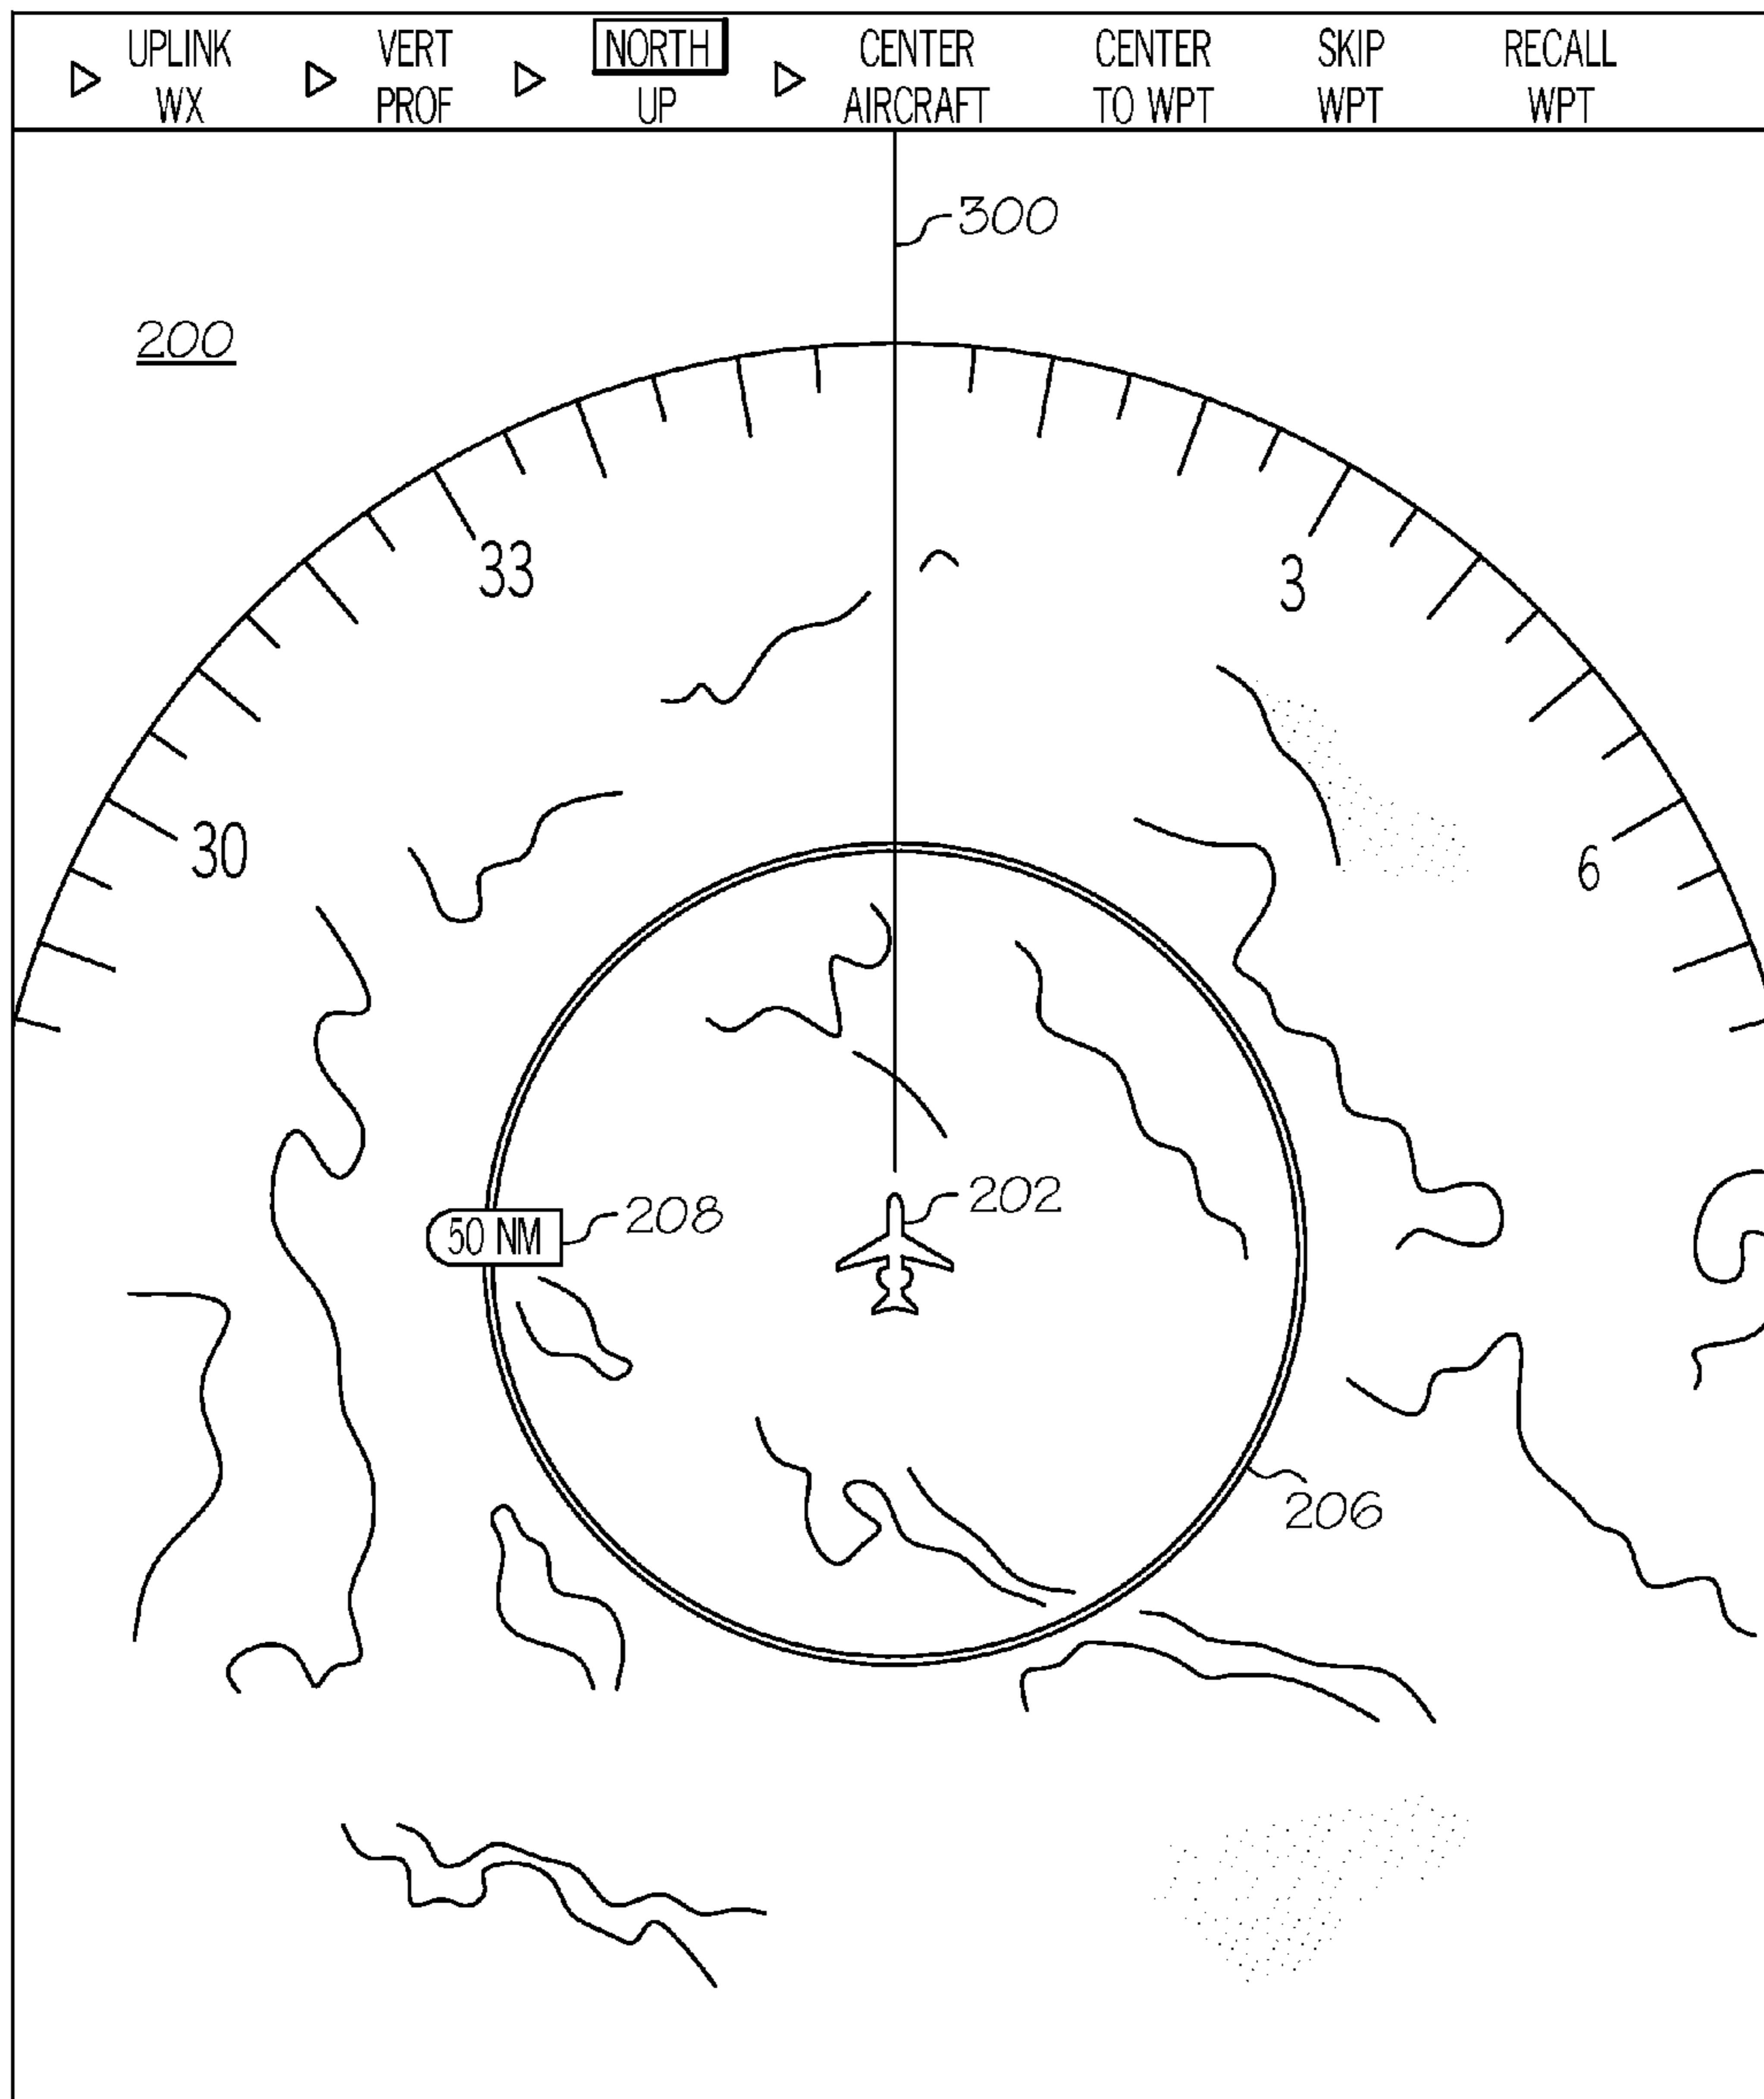 UPLINK WX
VERT PROF
NORTH UP
CENTER AIRCRAFT
CENTER TO WPT
SKIP WPT
RECALL WPT
300
200
33
3
30
6
202
50 NM
208
206